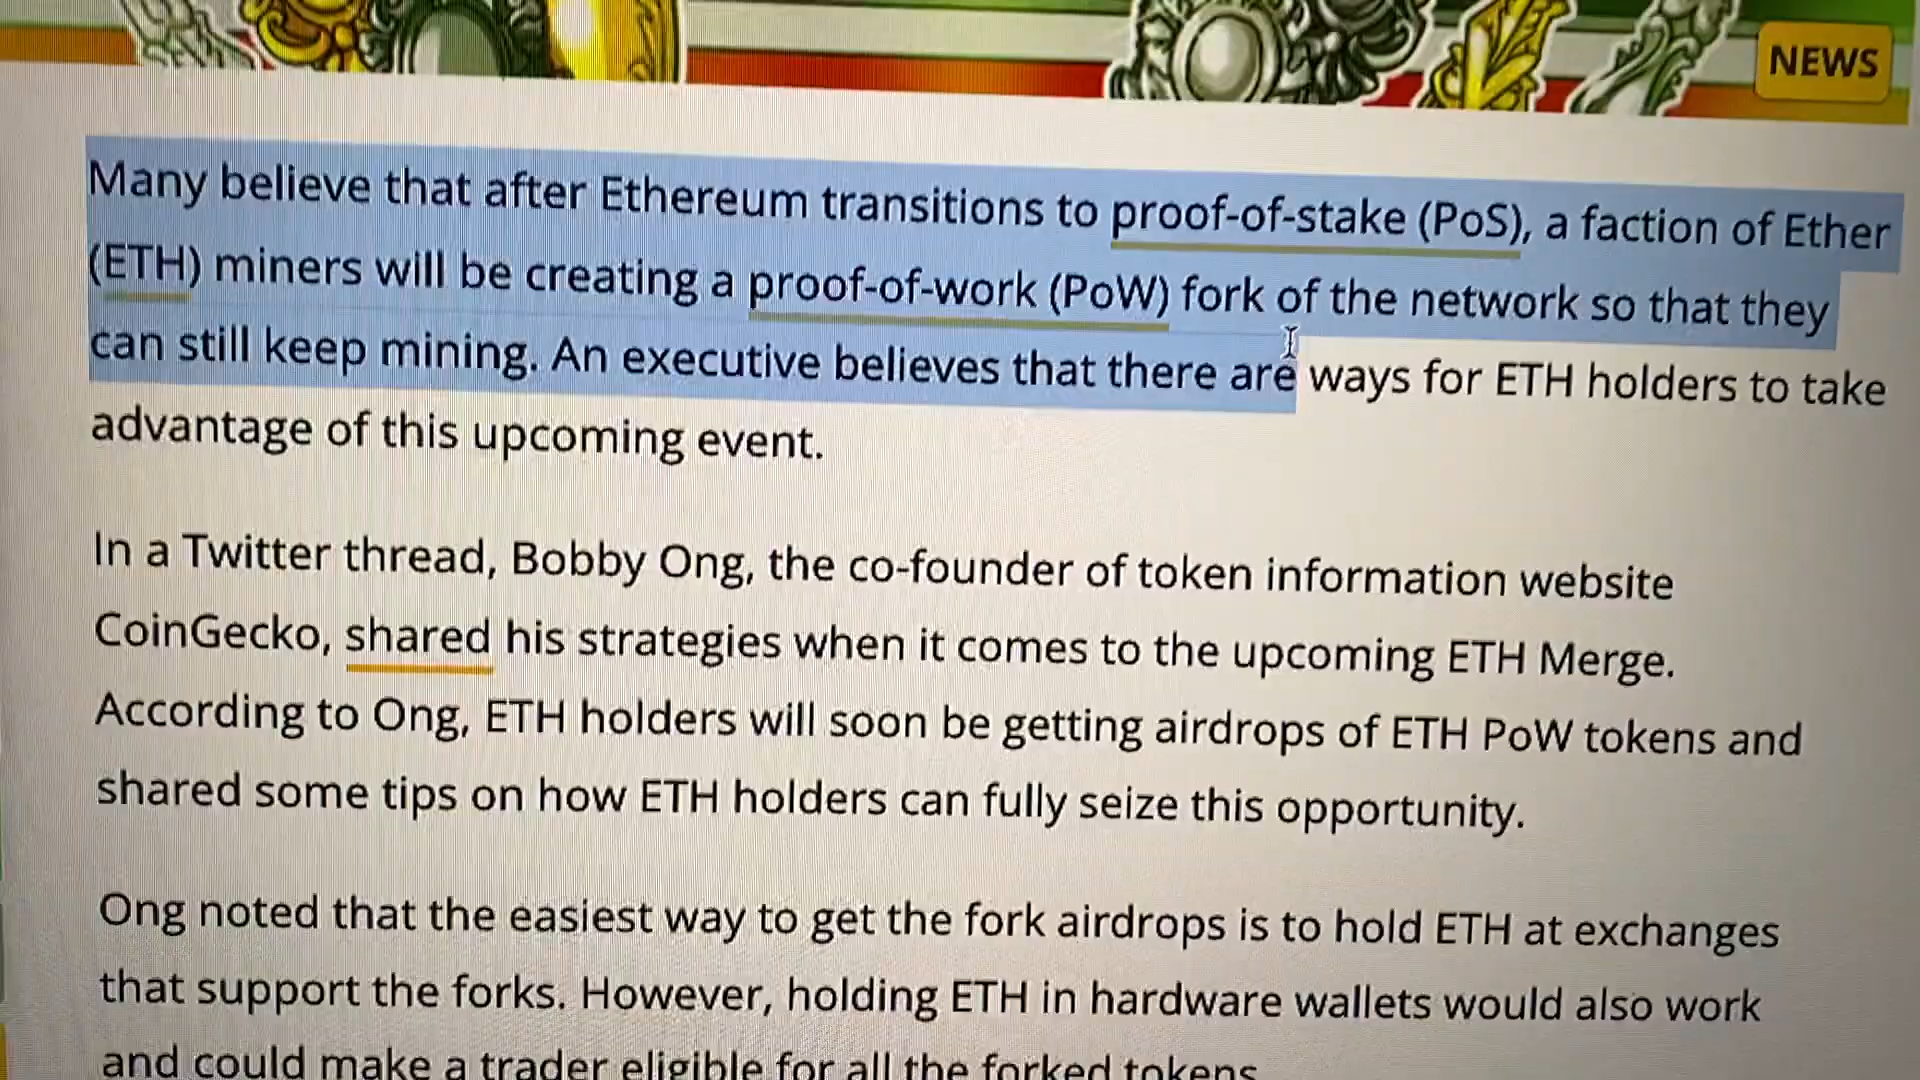 NEWS
Many believe that after Ethereum transitions to proof-of-stake (PoS), a faction of Ether
(ETH) miners will be creating a proof-of-work (PoW) fork of the network so that they
can still keep mining. An executive believes that there are ways for ETH holders to take
advantage of this upcoming event.
In a Twitter thread, Bobby Ong, the co-founder of token information website
CoinGecko, shared his strategies when it comes to the upcoming ETH Merge.
According to Ong, ETH holders will soon be getting airdrops of ETH PoW tokens and
shared some tips on how ETH holders can fully seize this opportunity.
Ong noted that the easiest way to get the fork airdrops is to hold ETH at exchanges
that support the forks. However, holding ETH in hardware wallets would also work
and could make a trader eligible for all the forked tokens.